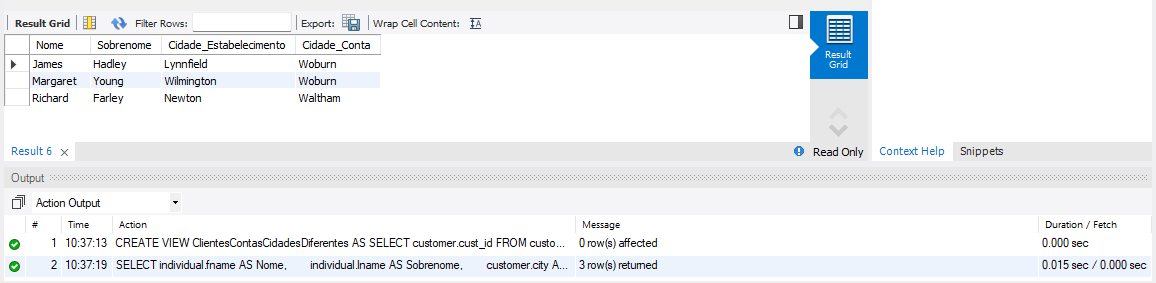 Result Grid Filter Rows: Export: Wrap Cell Content:
Nome Sobrenome Cidade_Estabelecimento Cidade_Conta
James Hadley Lynnfield Woburn
Margaret Young Wilmington Woburn
Richard Farley Newton Waltham
Result
Grid
Result 6 Read Only Context Help Snippets
Output
Action Output
# Time Action Message Duration / Fetch
1 10:37:13 CREATE VIEW ClientesContasCidadesDiferentes AS SELECT customer.cust_id FROM custo... 0 row(s) affected 0.000 sec
2 10:37:19 SELECT individual.fname AS Nome, individual.lname AS Sobrenome, customer.city A... 3 row(s) returned 0.015 sec / 0.000 sec